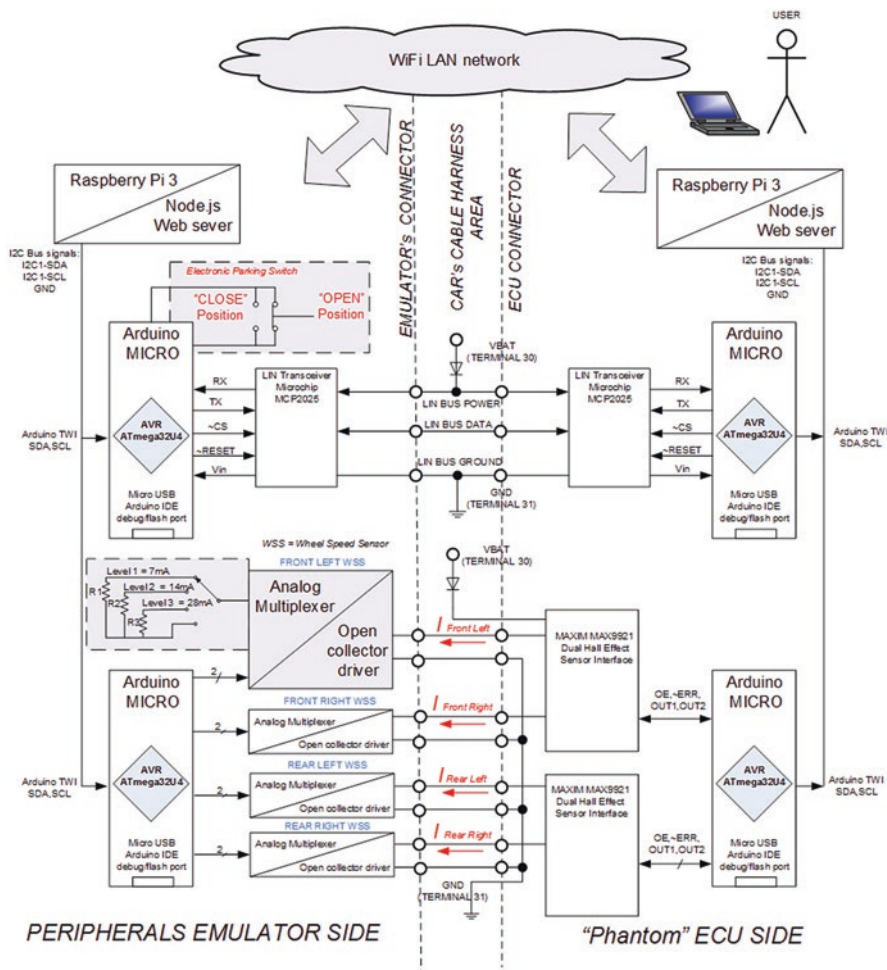 USER
WiFi LAN network
EMULATOR's CONNECTOR
CAR's CABLE HARNESS
AREA
ECU CONNECTOR
Raspberry Pi 3
Node.js
Web sever
I2C Bus signals:
I2C1-SDA
I2C1-SCL
GND
Electronic Parking Switch
"CLOSE"
Position
"OPEN"
Position
Arduino
MICRO
AVR
ATmega32U4
Arduino TWI
SDA,SCL
Micro USB
Arduino IDE
debug/flash port
RX
TX
~CS
~RESET
Vin
LIN Transceiver
Microchip
MCP2025
VBAT
(TERMINAL 30)
LIN BUS POWER
LIN BUS DATA
LIN BUS GROUND
GND
(TERMINAL 31)
LIN Transceiver
Microchip
MCP2025
RX
TX
~CS
~RESET
Vin
Raspberry Pi 3
Node.js
Web sever
I2C Bus signals:
I2C1-SDA
I2C1-SCL
GND
Arduino
MICRO
AVR
ATmega32U4
Arduino TWI
SDA,SCL
Micro USB
Arduino IDE
debug/flash port
WSS = Wheel Speed Sensor
FRONT LEFT WSS
Level 1 = 7mA
Level 2 = 14mA
Level 3 = 28mA
R1
R2
R3
Analog
Multiplexer
Open
collector
driver
VBAT
(TERMINAL 30)
I Front Left
MAXIM MAX9921
Dual Hall Effect
Sensor Interface
Arduino
MICRO
AVR
ATmega32U4
Arduino TWI
SDA,SCL
Micro USB
Arduino IDE
debug/flash port
2
2
2
2
FRONT RIGHT WSS
Analog Multiplexer
Open collector driver
I Front Right
REAR LEFT WSS
Analog Multiplexer
Open collector driver
I Rear Left
REAR RIGHT WSS
Analog Multiplexer
Open collector driver
I Rear Right
GND
(TERMINAL 31)
MAXIM MAX9921
Dual Hall Effect
Sensor Interface
OE,~ERR,
OUT1,OUT2
OE,~ERR,
OUT1,OUT2
Arduino
MICRO
AVR
ATmega32U4
Arduino TWI
SDA,SCL
Micro USB
Arduino IDE
debug/flash port
PERIPHERALS EMULATOR SIDE
"Phantom" ECU SIDE